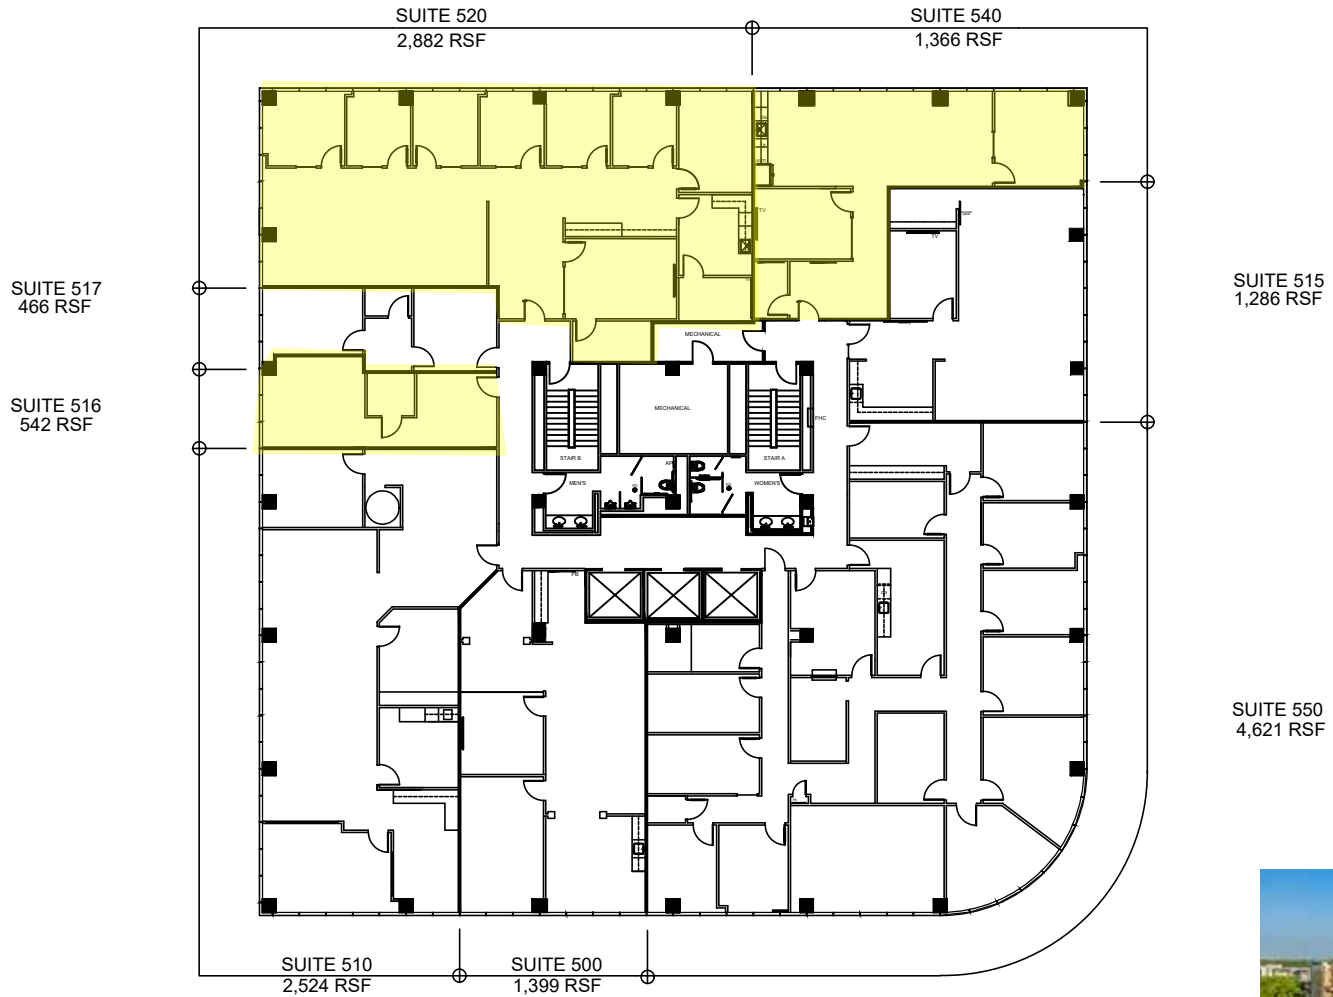 SUITE 520
2,882 RSF
SUITE 540
1,366 RSF
TV
TV
SUITE 517
466 RSF
SUITE 515
1,286 RSF
MECHANICAL
SUITE 516
542 RSF
MECHANICAL
FHC
STAIR B
STAIR A
MEN'S
WOMEN'S
SUITE 550
4,621 RSF
SUITE 510
2,524 RSF
SUITE 500
1,399 RSF